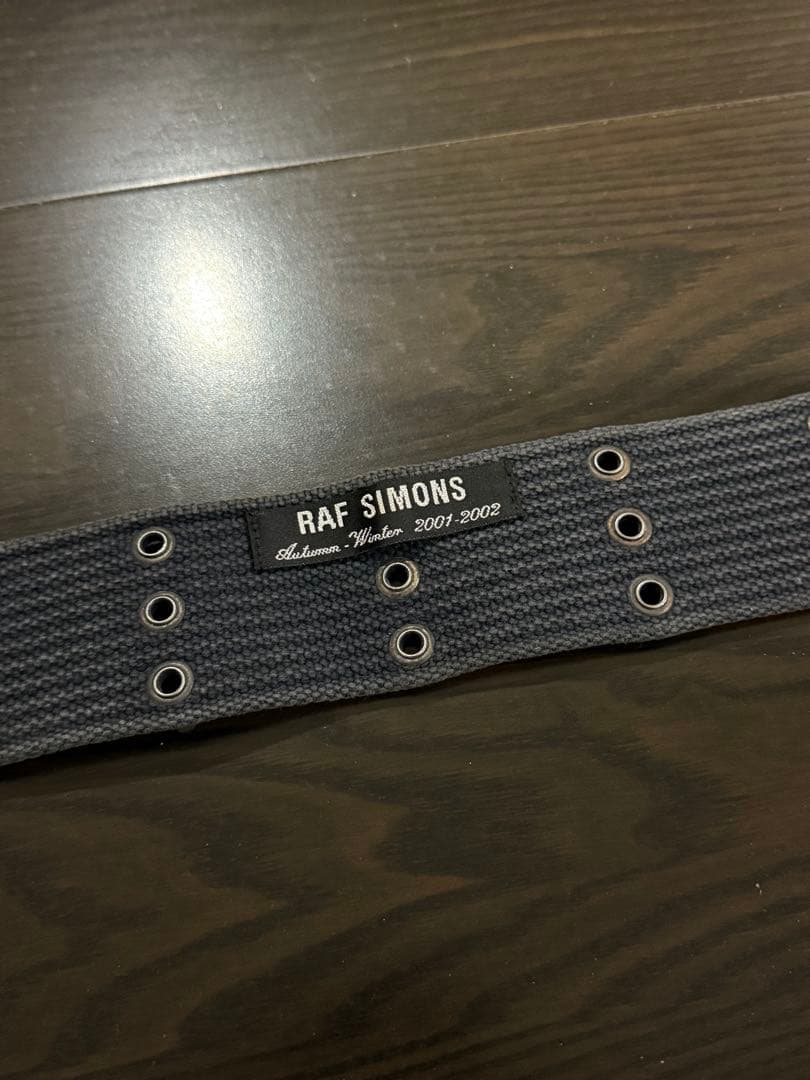 RAF SIMONS
Autumn - Winter 2001-2002